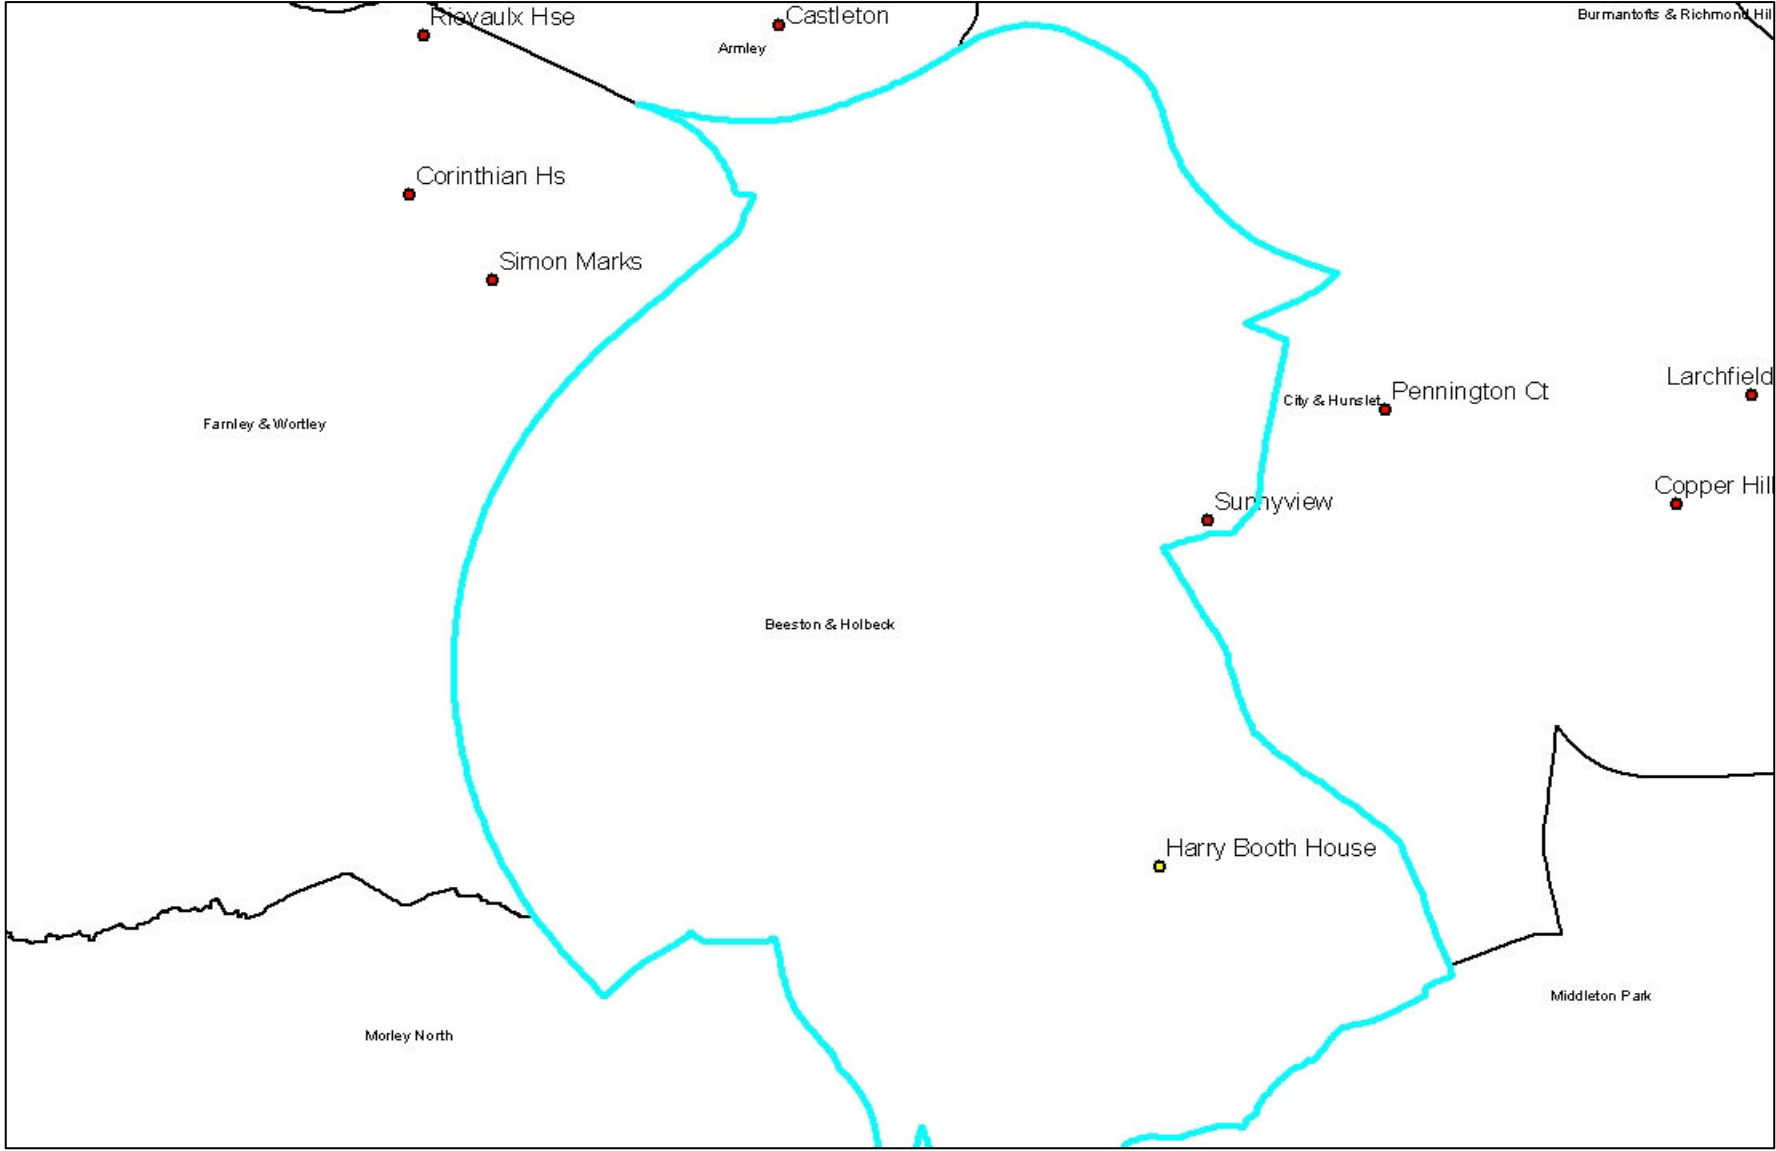 Rievaulx Hse
Castleton
Burmantofts & Richmond Hil
Armley
Corinthian Hs
Simon Marks
Larchfield
Pennington Ct
City & Hunslet
Farnley & Wortley
Copper Hill
Sunnyview
Beeston & Holbeck
Harry Booth House
Middleton Park
Morley North